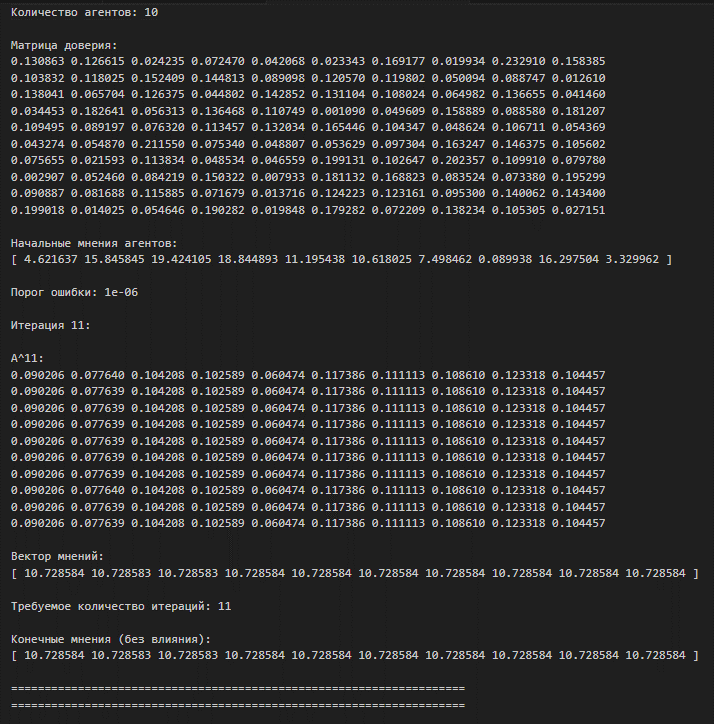 Количество агентов: 10
Матрица доверия:
0.130863 0.126615 0.024235 0.072470 0.042068 0.023343 0.169177 0.019934 0.232910 0.158385
0.103832 0.118025 0.152409 0.144813 0.089098 0.120570 0.119802 0.050094 0.088747 0.012610
0.138041 0.065704 0.126375 0.044802 0.142852 0.131104 0.108024 0.064982 0.136655 0.041460
0.034453 0.182641 0.056313 0.136468 0.110749 0.001090 0.049609 0.158889 0.088580 0.181207
0.109495 0.089197 0.076320 0.113457 0.132034 0.165446 0.104347 0.048624 0.106711 0.054369
0.043274 0.054870 0.211550 0.075340 0.048807 0.053629 0.097304 0.163247 0.146375 0.105602
0.075655 0.021593 0.113834 0.048534 0.046559 0.199131 0.102647 0.202357 0.109910 0.079780
0.002907 0.052460 0.084219 0.150322 0.007933 0.181132 0.168823 0.083524 0.073380 0.195299
0.090887 0.081688 0.115885 0.071679 0.013716 0.124223 0.123161 0.095300 0.140062 0.143400
0.199018 0.014025 0.054646 0.190282 0.019848 0.179282 0.072209 0.138234 0.105305 0.027151
Начальные мнения агентов:
[ 4.621637 15.845845 19.424105 18.844893 11.195438 10.618025 7.498462 0.089938 16.297504 3.329962 ]
Порог ошибки: 1e-06
Итерация 11:
A^11:
0.090206 0.077640 0.104208 0.102589 0.060474 0.117386 0.111113 0.108610 0.123318 0.104457
0.090206 0.077639 0.104208 0.102589 0.060474 0.117386 0.111113 0.108610 0.123318 0.104457
0.090206 0.077639 0.104208 0.102589 0.060474 0.117386 0.111113 0.108610 0.123318 0.104457
0.090206 0.077639 0.104208 0.102589 0.060474 0.117386 0.111113 0.108610 0.123318 0.104457
0.090206 0.077639 0.104208 0.102589 0.060474 0.117386 0.111113 0.108610 0.123318 0.104457
0.090206 0.077639 0.104208 0.102589 0.060474 0.117386 0.111113 0.108610 0.123318 0.104457
0.090206 0.077639 0.104208 0.102589 0.060474 0.117386 0.111113 0.108610 0.123318 0.104457
0.090206 0.077640 0.104208 0.102589 0.060474 0.117386 0.111113 0.108610 0.123318 0.104457
0.090206 0.077639 0.104208 0.102589 0.060474 0.117386 0.111113 0.108610 0.123318 0.104457
0.090206 0.077639 0.104208 0.102589 0.060474 0.117386 0.111113 0.108610 0.123318 0.104457
Вектор мнений:
[ 10.728584 10.728583 10.728583 10.728584 10.728584 10.728584 10.728584 10.728584 10.728584 10.728584 ]
Требуемое количество итераций: 11
Конечные мнения (без влияния):
[ 10.728584 10.728583 10.728583 10.728584 10.728584 10.728584 10.728584 10.728584 10.728584 10.728584 ]
====================================================================
====================================================================